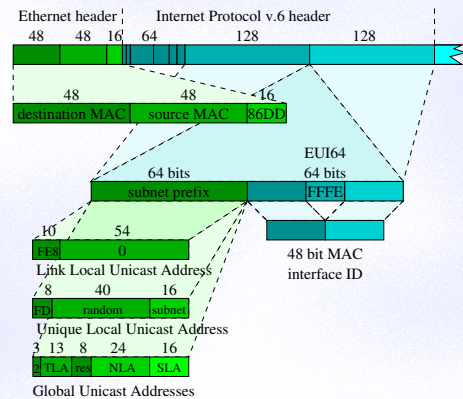 Ethernet header Internet Protocol v.6 header
48 48 16 64 128 128
48 48 16
destination MAC source MAC 86DD
EUI64
64 bits 64 bits
subnet prefix FFFE
10 54
FE8 0
Link Local Unicast Address
48 bit MAC
interface ID
8 40 16
FD random subnet
Unique Local Unicast Address
3 13 8 24 16
2 TLA res NLA SLA
Global Unicast Addresses